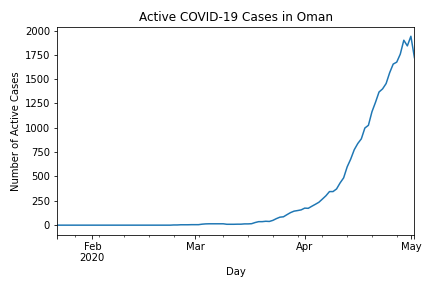 Active COVID-19 Cases in Oman
Number of Active Cases
2000
1750
1500
1250
1000
750
500
250
0
Feb Mar Apr May
2020
Day